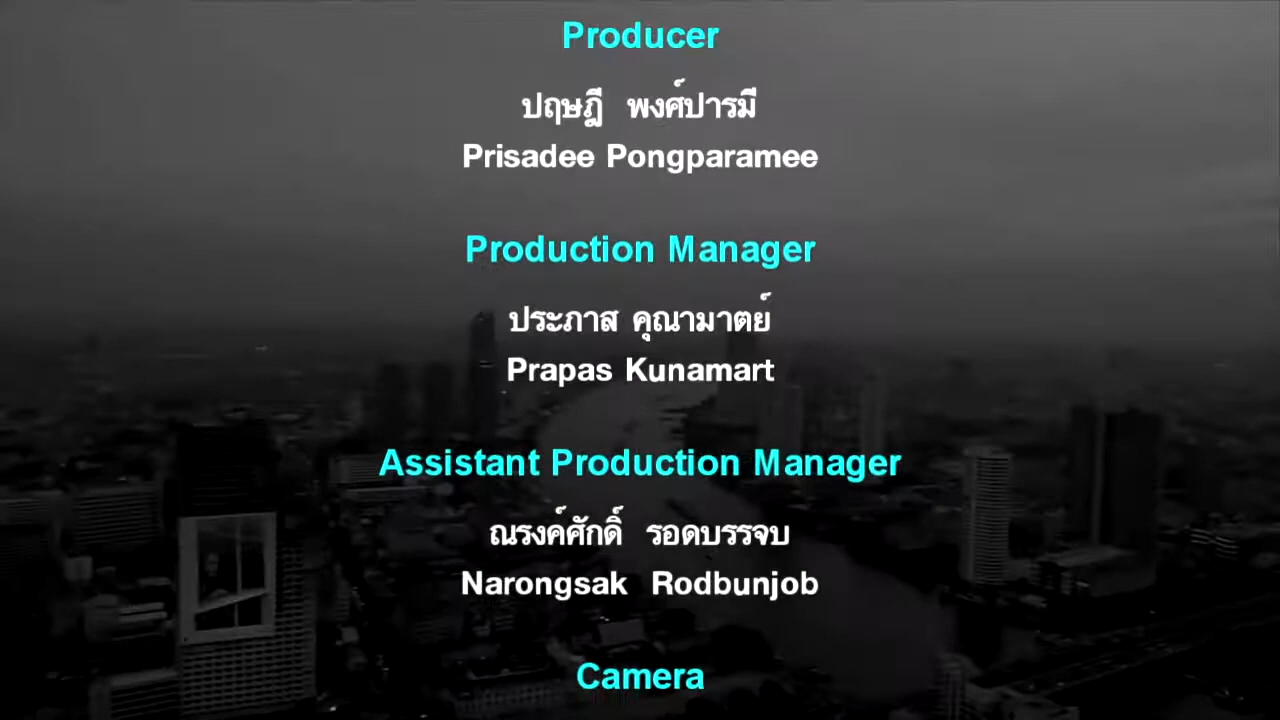 Producer
ปฤษฎี พงศ์ปารมี
Prisadee Pongparamee
Production Manager
ประภาส คุณามาตย์
Prapas Kunamart
Assistant Production Manager
ณรงค์ศักดิ์ รอดบรรจบ
Narongsak Rodbunjob
Camera